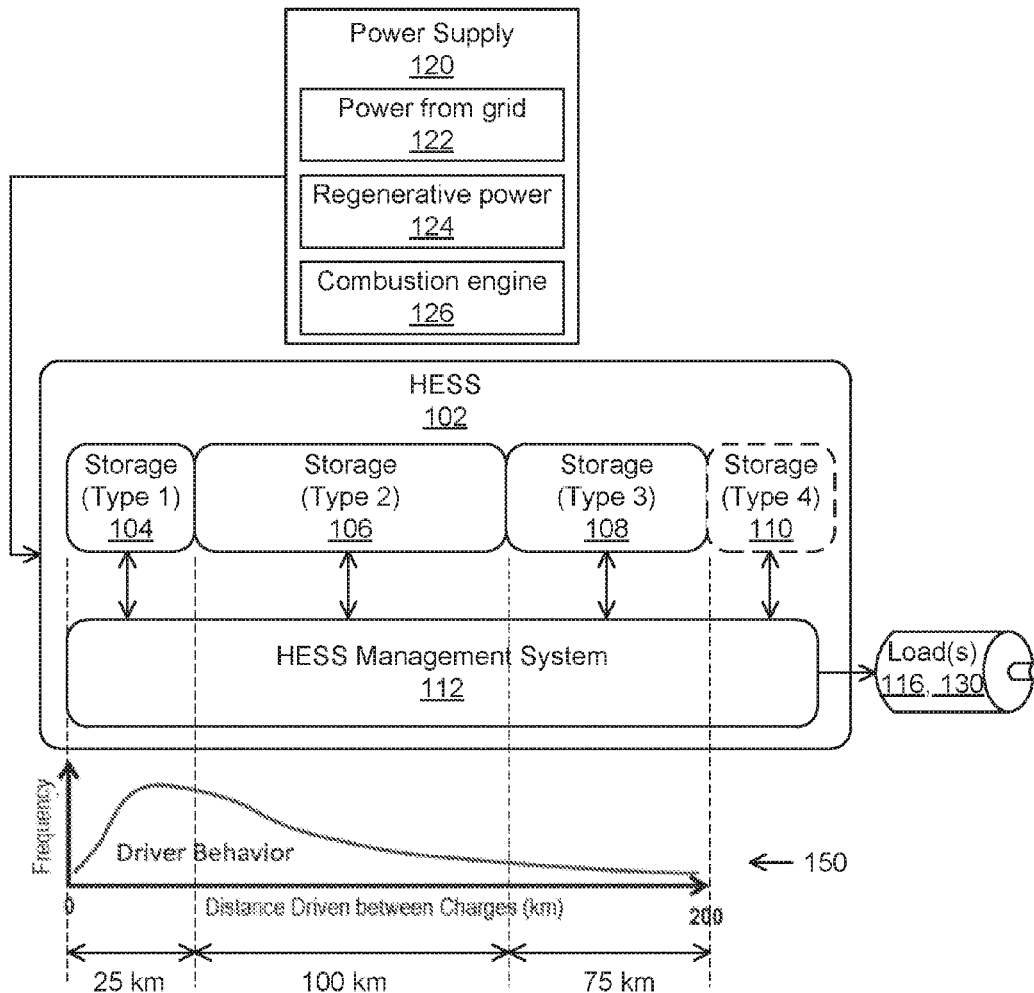 Power Supply
120
Power from grid
122
Regenerative power
124
Combustion engine
126
HESS
102
Storage
(Type 1)
104
Storage
(Type 2)
106
Storage
(Type 3)
108
Storage
(Type 4)
110
HESS Management System
112
Load(s)
116, 130
Frequency
Driver Behavior
150
0
Distance Driven between Charges (km)
200
25 km
100 km
75 km